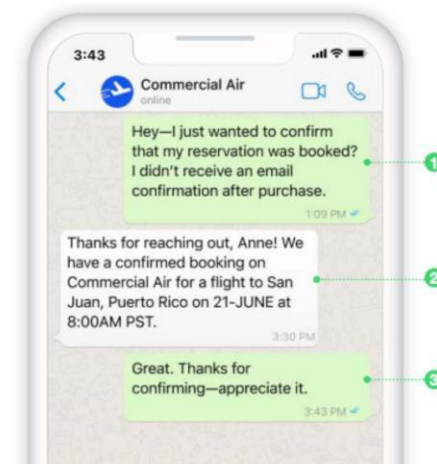 3:43
Commercial Air
online
Hey—I just wanted to confirm
that my reservation was booked?
I didn't receive an email
confirmation after purchase.
1:09 PM
1
Thanks for reaching out, Anne! We
have a confirmed booking on
Commercial Air for a flight to San
Juan, Puerto Rico on 21-JUNE at
8:00AM PST.
3:30 PM
2
Great. Thanks for
confirming—appreciate it.
3:43 PM
3